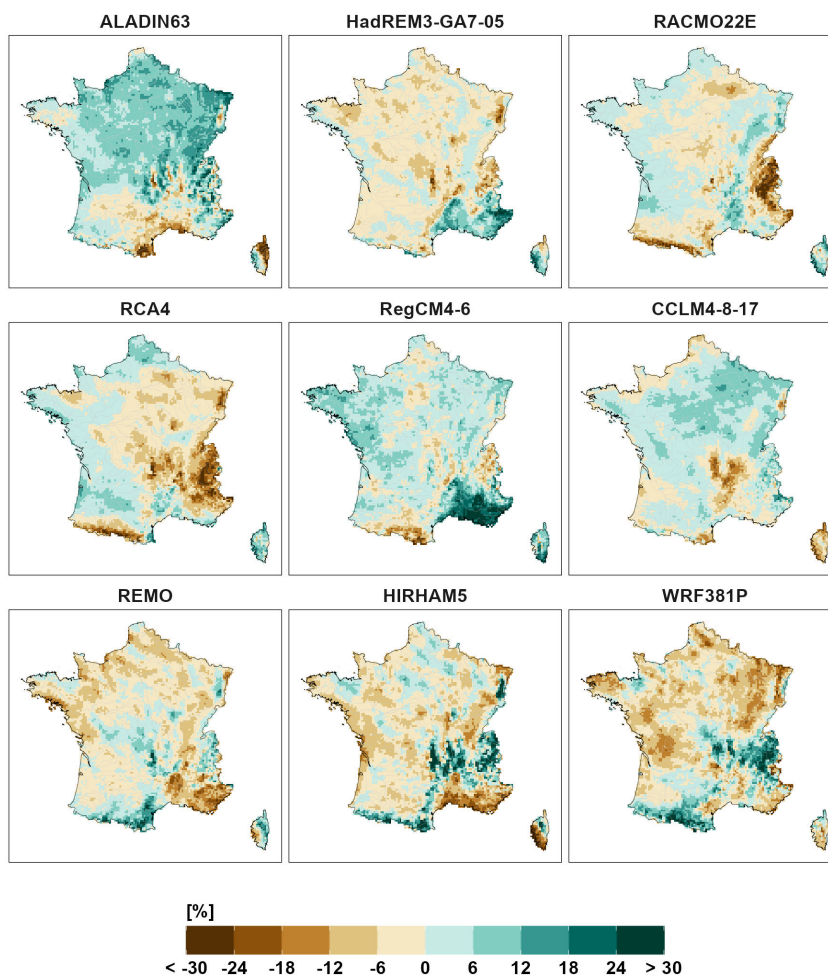 ALADIN63 HadREM3-GA7-05 RACMO22E
RCA4 RegCM4-6 CCLM4-8-17
REMO HIRHAM5 WRF381P
[%]
< -30 -24 -18 -12 -6 0 6 12 18 24 > 30